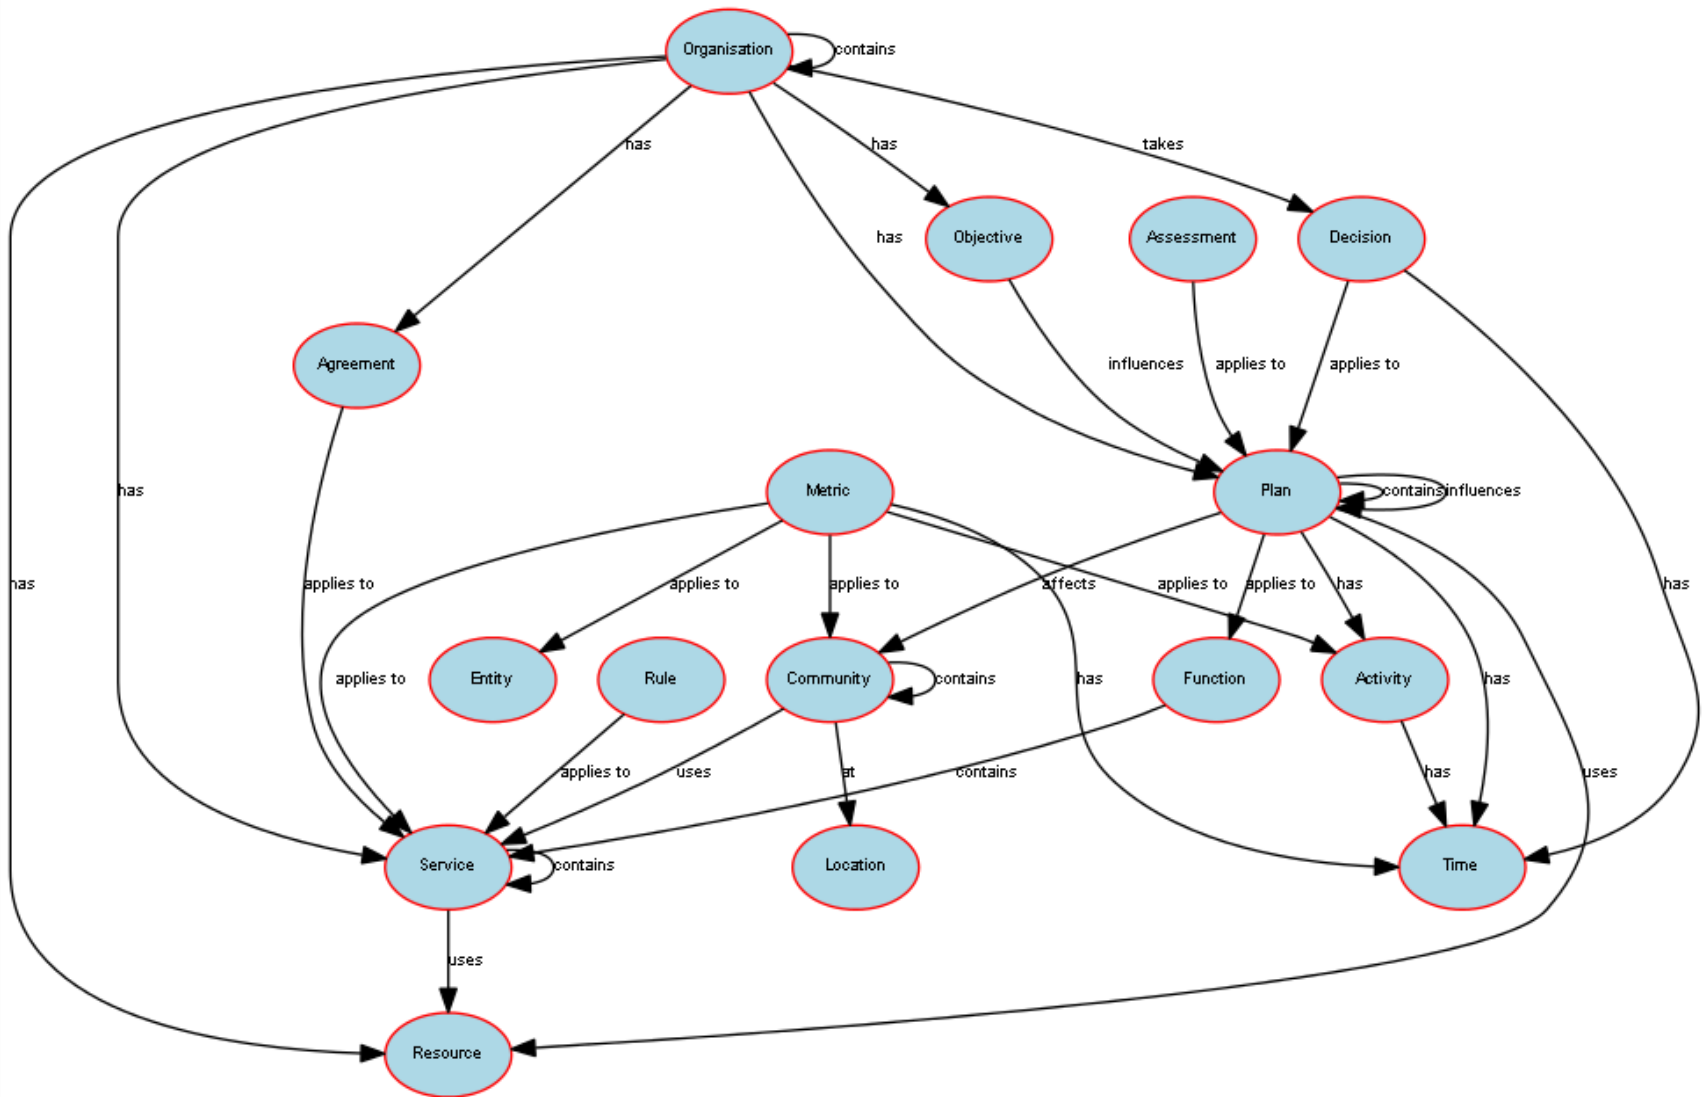 Organisation
contains
has
has
takes
has
Objective
Assessment
Decision
Agreement
influences
applies to
applies to
has
Metric
Plan
contains
influences
has
applies to
applies to
applies to
affects
applies to
applies to
has
has
applies to
Entity
Rule
Community
contains
has
Function
Activity
has
applies to
uses
at
contains
has
uses
Service
contains
Location
Time
uses
Resource